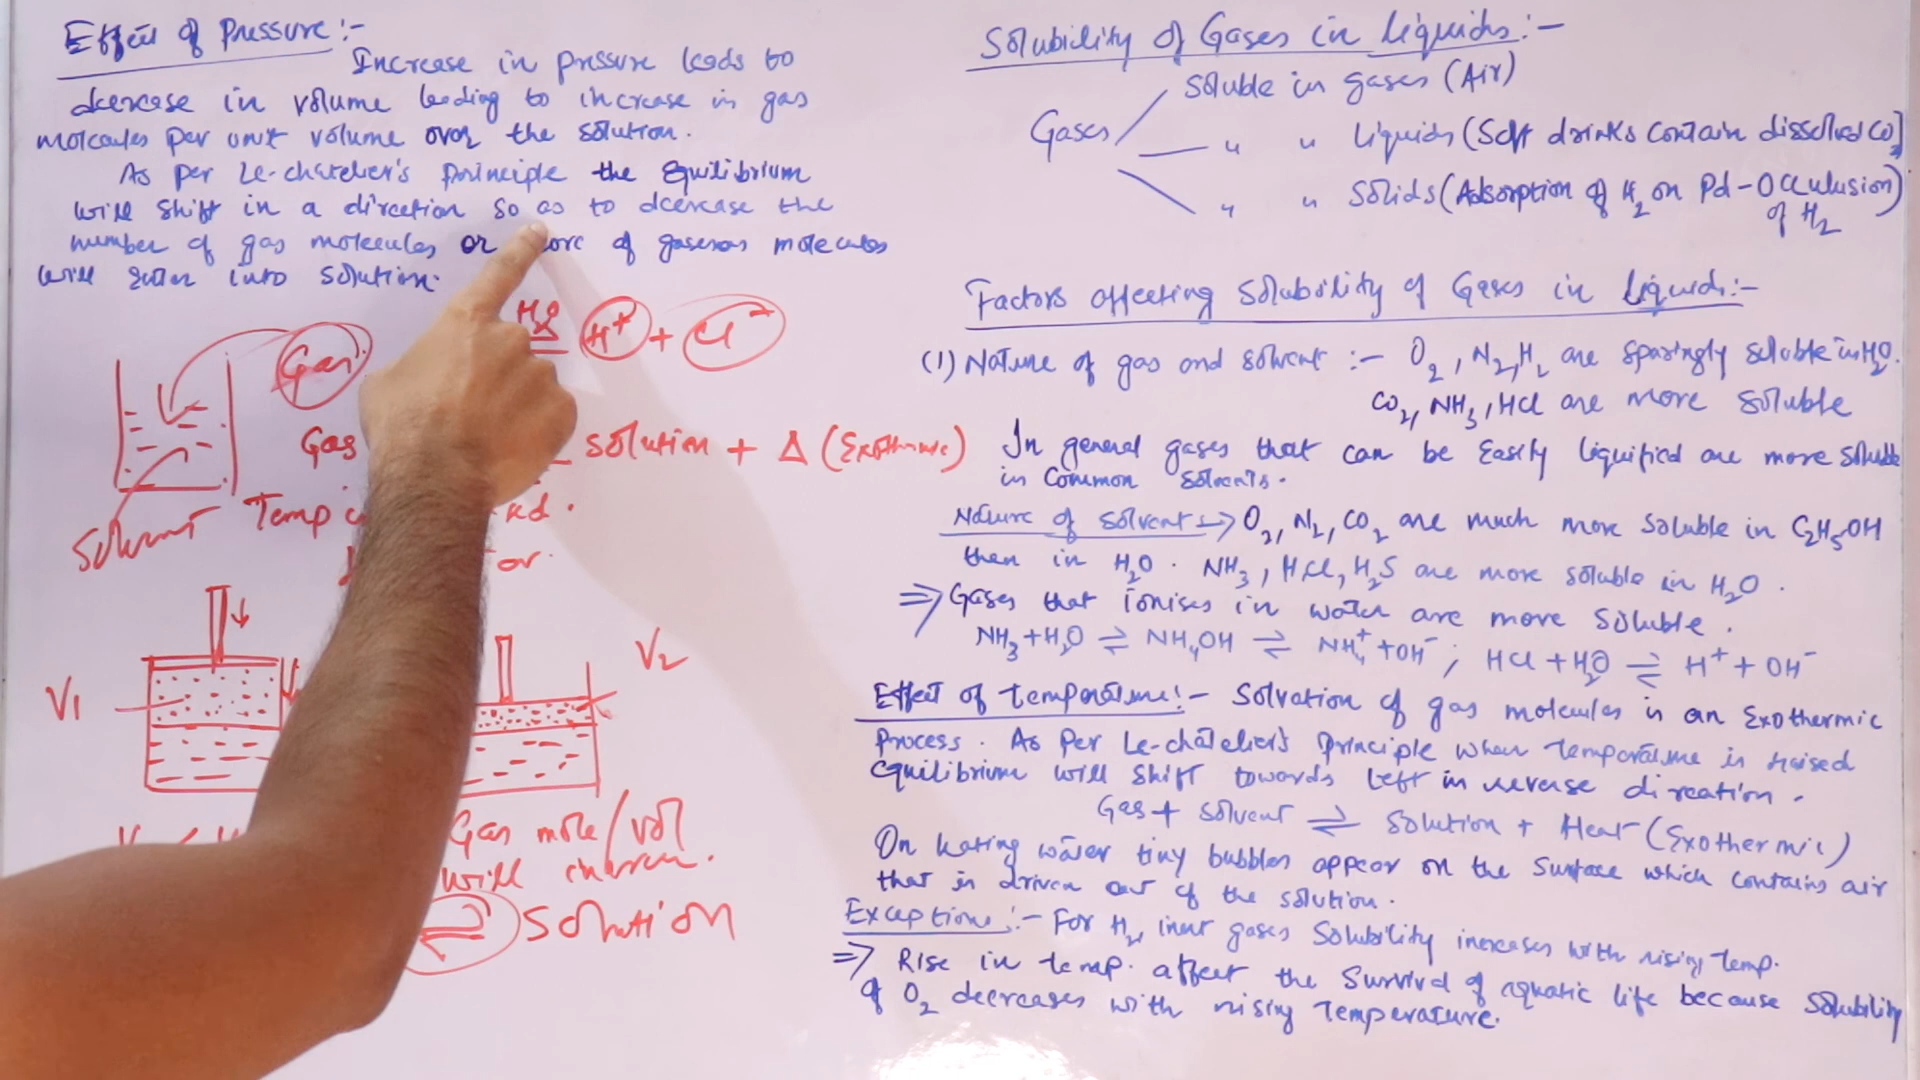 Effect of Pressure :-
Increase in pressure leads to
decrease in volume leading to increase in gas
molecules per unit volume over the solution.
As per Le-chatelier's principle the equilibrium
will shift in a direction so as to decrease the
number of gas molecules or of gaseous molecules
will enter into solution.
H2O H+ + Cl-
Gas
Gas solution + Δ (Exothermic)
Solvent Temp
V1 V2
Gas mole/vol
will increase.
⇌ Solution
Solubility of Gases in liquids :-
Soluble in gases (Air)
Gases " " Liquids (Soft drinks contain dissolved CO2)
" " Solids (Adsorption of H2 on Pd - Occulusion
of H2)
Factors affecting Solubility of Gases in liquids :-
(1) Nature of gas and solvent :- O2, N2, H2 are sparingly soluble in H2O.
CO2, NH3, HCl are more soluble
In general gases that can be easily liquified are more soluble
in common solvents.
Nature of solvent → O2, N2, CO2 are much more soluble in C2H5OH
then in H2O. NH3, HCl, H2S are more soluble in H2O.
⇒ Gases that ionises in water are more soluble.
NH3 + H2O ⇌ NH4OH ⇌ NH4+ + OH- ; HCl + H2O ⇌ H+ + OH-
Effect of temperature :- Solvation of gas molecules is an Exothermic
process. As per Le-chatelier's principle when temperature is raised
equilibrium will shift towards left in reverse direction.
Gas + solvent ⇌ solution + Heat (Exothermic)
On heating water tiny bubbles appear on the surface which contains air
that is driven out of the solution.
Exceptions :- For H2, inert gases solubility increases with rising temp.
⇒ Rise in temp. affect the survival of aquatic life because solubility
of O2 decreases with rising temperature.